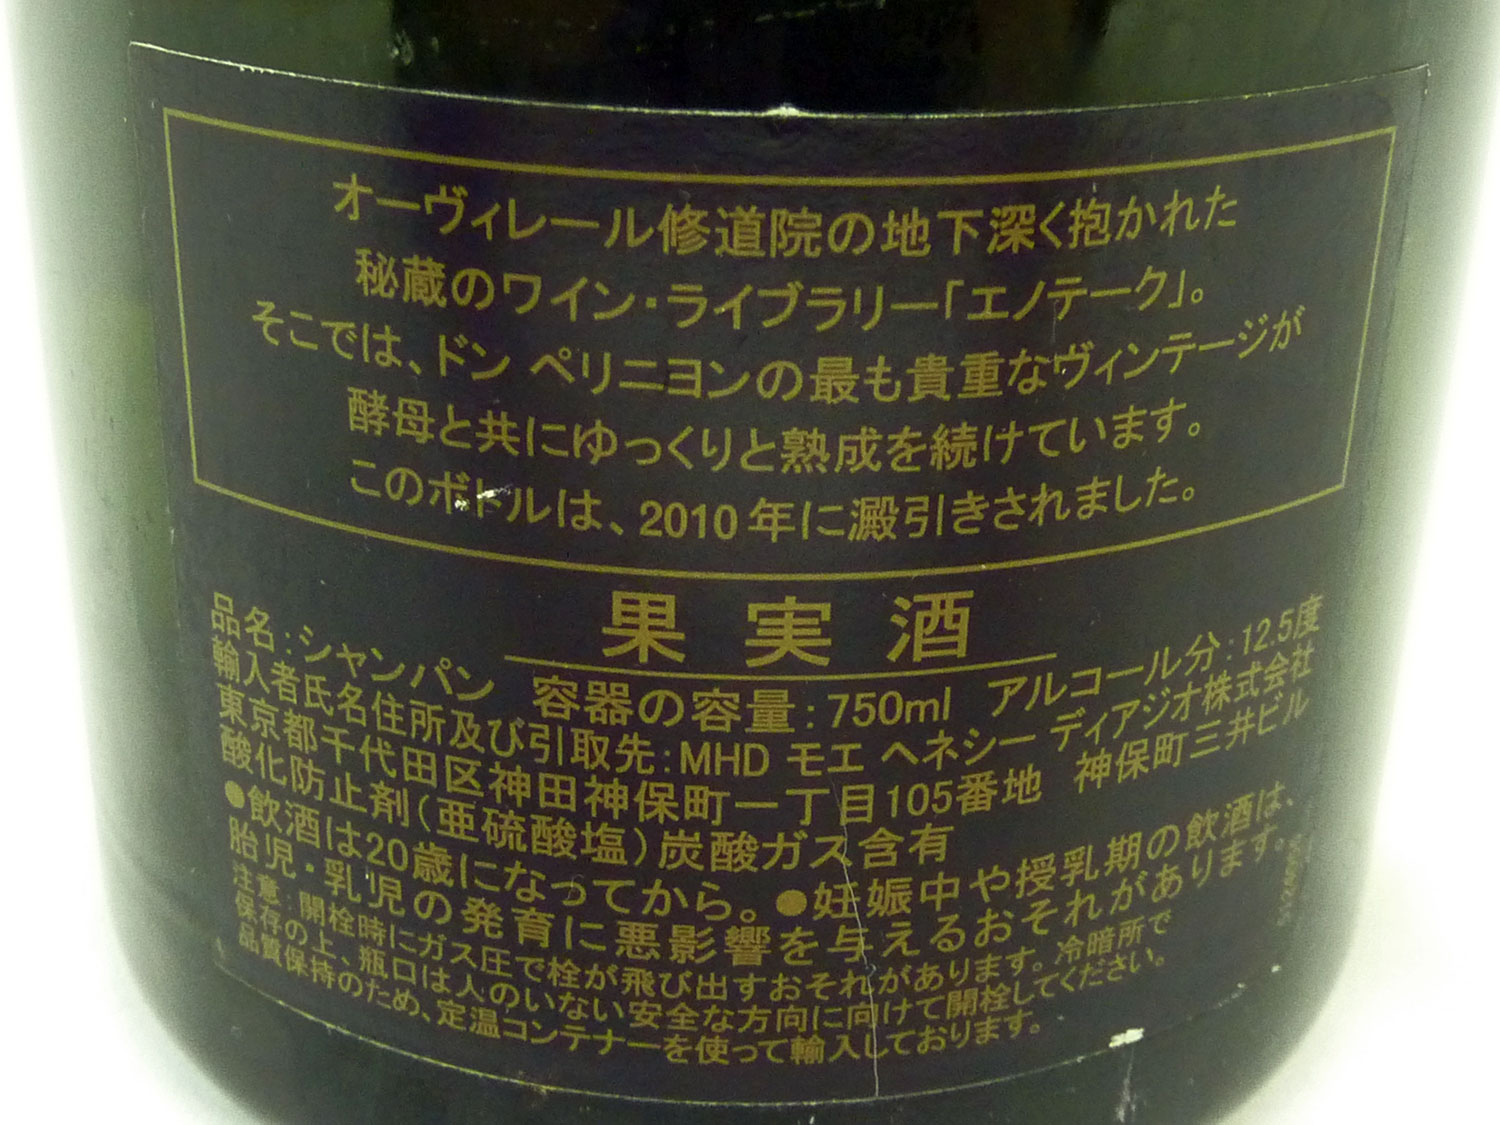 オーヴィレール修道院の地下深く抱かれた
秘蔵のワイン・ライブラリー「エノテーク」。
そこでは、ドン ペリニヨンの最も貴重なヴィンテージが
酵母と共にゆっくりと熟成を続けています。
このボトルは、2010年に澱引きされました。
果実酒
品名：シャンパン 容器の容量：750ml アルコール分：12.5度
輸入者氏名住所及び引取先：MHD モエ ヘネシー ディアジオ株式会社
東京都千代田区神田神保町一丁目105番地 神保町三井ビル
酸化防止剤（亜硫酸塩）炭酸ガス含有
●飲酒は20歳になってから。●妊娠中や授乳期の飲酒は、
胎児・乳児の発育に悪影響を与えるおそれがあります。
注意：開栓時にガス圧で栓が飛び出すおそれがあります。冷暗所で
保存の上、瓶口は人のいない安全な方向に向けて開栓してください。
品質保持のため、定温コンテナーを使って輸入しております。